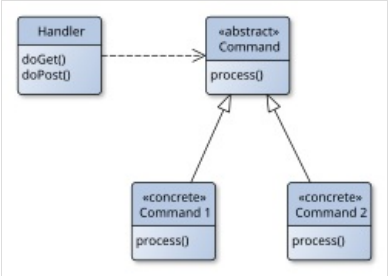 Handler
doGet()
doPost()
«abstract»
Command
process()
«concrete»
Command 1
process()
«concrete»
Command 2
process()